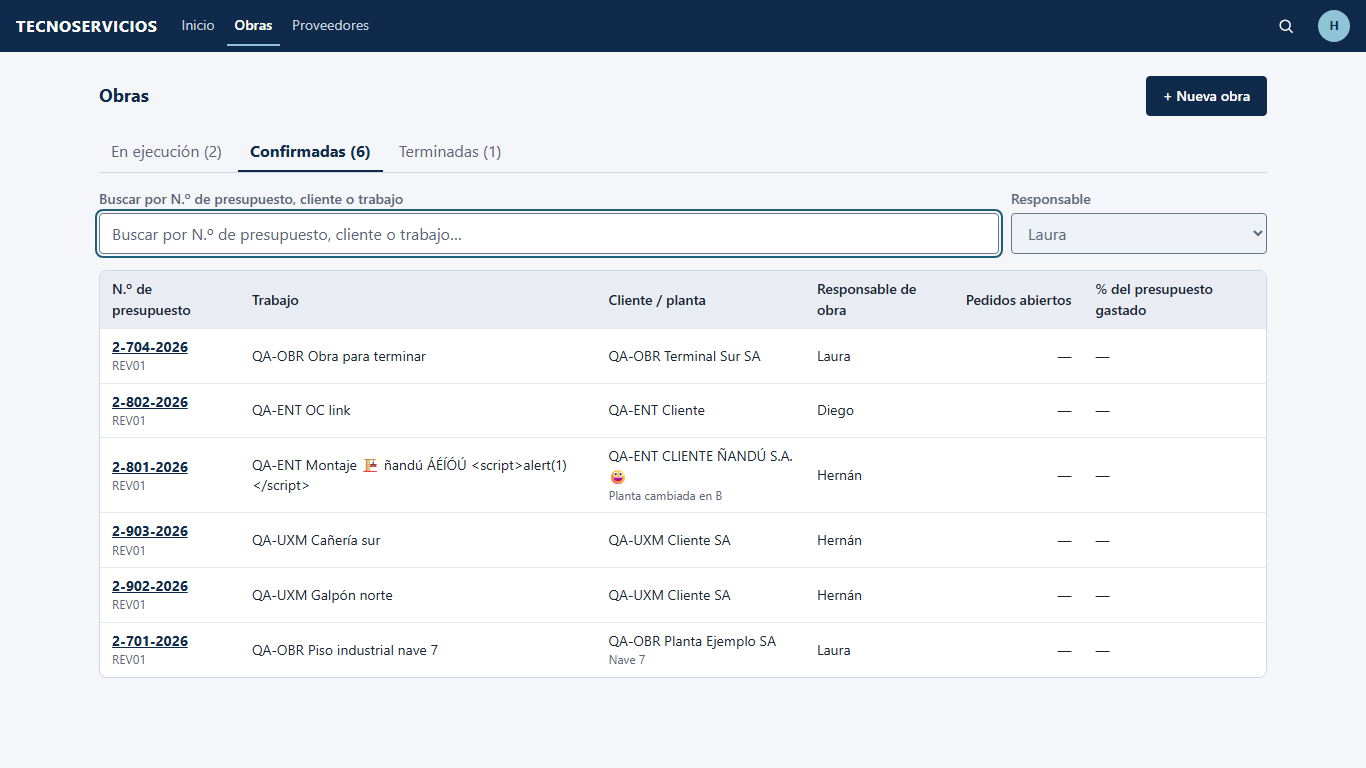 TECNOSERVICIOS Inicio Obras Proveedores H
Obras
+ Nueva obra
En ejecución (2) Confirmadas (6) Terminadas (1)
Buscar por N.º de presupuesto, cliente o trabajo
Responsable
Buscar por N.º de presupuesto, cliente o trabajo...
Laura
N.º de presupuesto Trabajo Cliente / planta Responsable de obra Pedidos abiertos % del presupuesto gastado
2-704-2026
REV01
QA-OBR Obra para terminar
QA-OBR Terminal Sur SA
Laura
— —
2-802-2026
REV01
QA-ENT OC link
QA-ENT Cliente
Diego
— —
2-801-2026
REV01
QA-ENT Montaje 🏗️ ñandú ÁÉÍÓÚ <script>alert(1)
</script>
QA-ENT CLIENTE ÑANDÚ S.A.
😀
Planta cambiada en B
Hernán
— —
2-903-2026
REV01
QA-UXM Cañería sur
QA-UXM Cliente SA
Hernán
— —
2-902-2026
REV01
QA-UXM Galpón norte
QA-UXM Cliente SA
Hernán
— —
2-701-2026
REV01
QA-OBR Piso industrial nave 7
QA-OBR Planta Ejemplo SA
Nave 7
Laura
— —